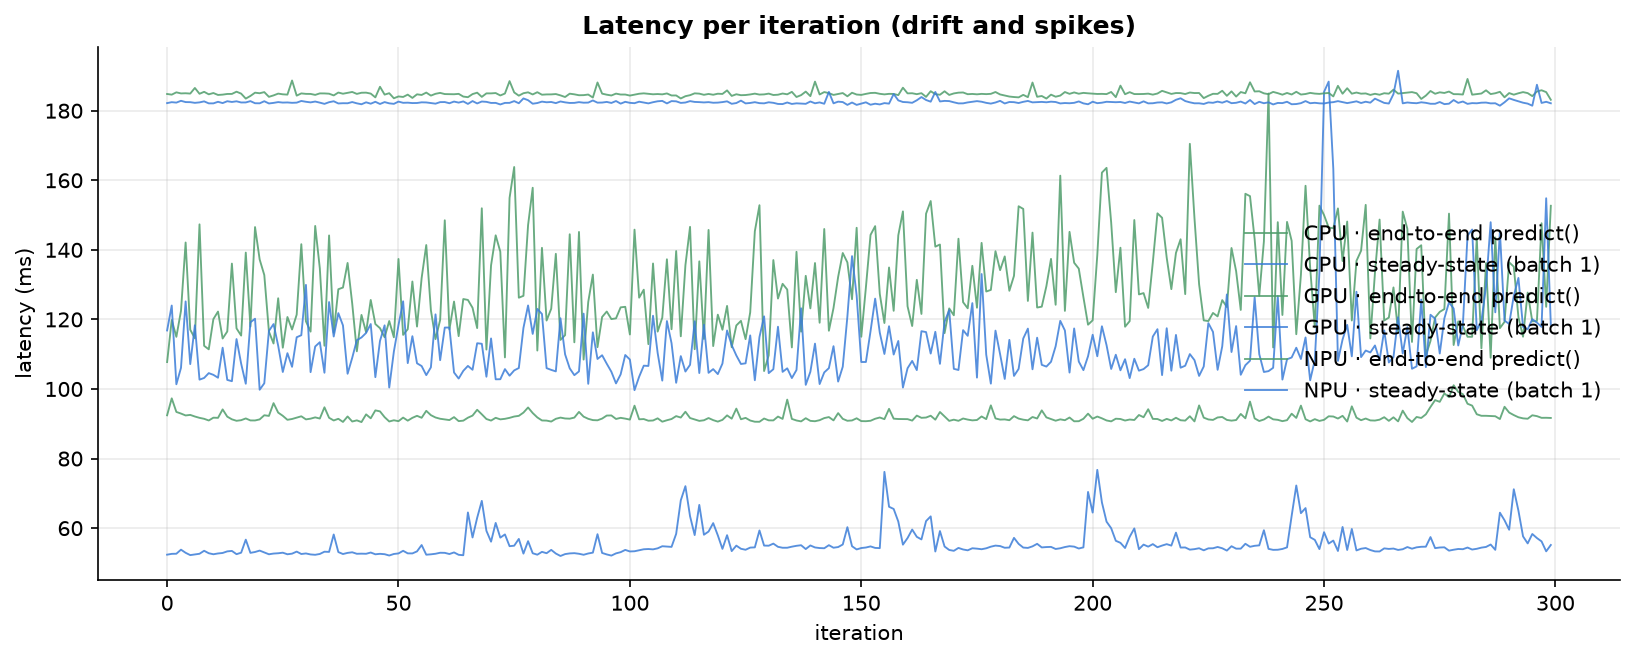 Latency per iteration (drift and spikes)
latency (ms)
180
160
140
120
100
80
60
CPU · end-to-end predict()
CPU · steady-state (batch 1)
GPU · end-to-end predict()
GPU · steady-state (batch 1)
NPU · end-to-end predict()
NPU · steady-state (batch 1)
0 50 100 150 200 250 300
iteration